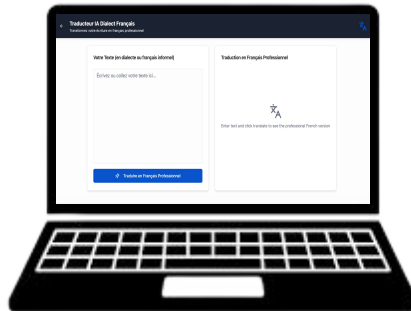 Traducteur IA Dialect Français
Transformez votre écriture en français professionnel
Votre Texte (en dialecte ou français informel)
Écrivez ou collez votre texte ici...
Traduire en Français Professionnel
Traduction en Français Professionnel
Enter text and click translate to see the professional French version